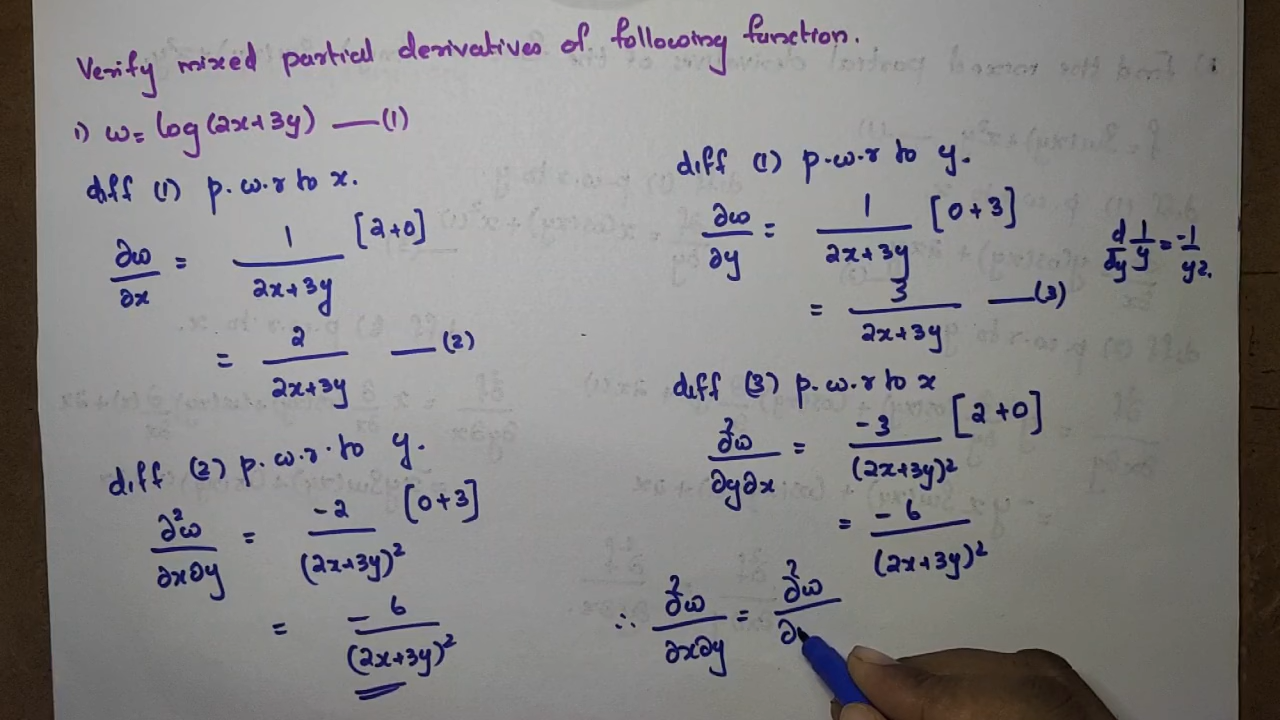 Verify mixed partial derivatives of following function.
1) ω = log(2x+3y) —(1)
diff (1) p.w.r to x.
∂ω/∂x = 1/(2x+3y) [2+0]
= 2/(2x+3y) —(2)
diff (2) p.w.r. to y.
∂²ω/∂x∂y = -2/(2x+3y)² [0+3]
= -6/(2x+3y)²
diff (1) p.w.r to y.
∂ω/∂y = 1/(2x+3y) [0+3]
d/dy 1/y = -1/y2.
= 3/(2x+3y) —(3)
diff (3) p.w.r to x
∂²ω/∂y∂x = -3/(2x+3y)² [2+0]
= -6/(2x+3y)²
∴ ∂²ω/∂x∂y = ∂²ω/∂